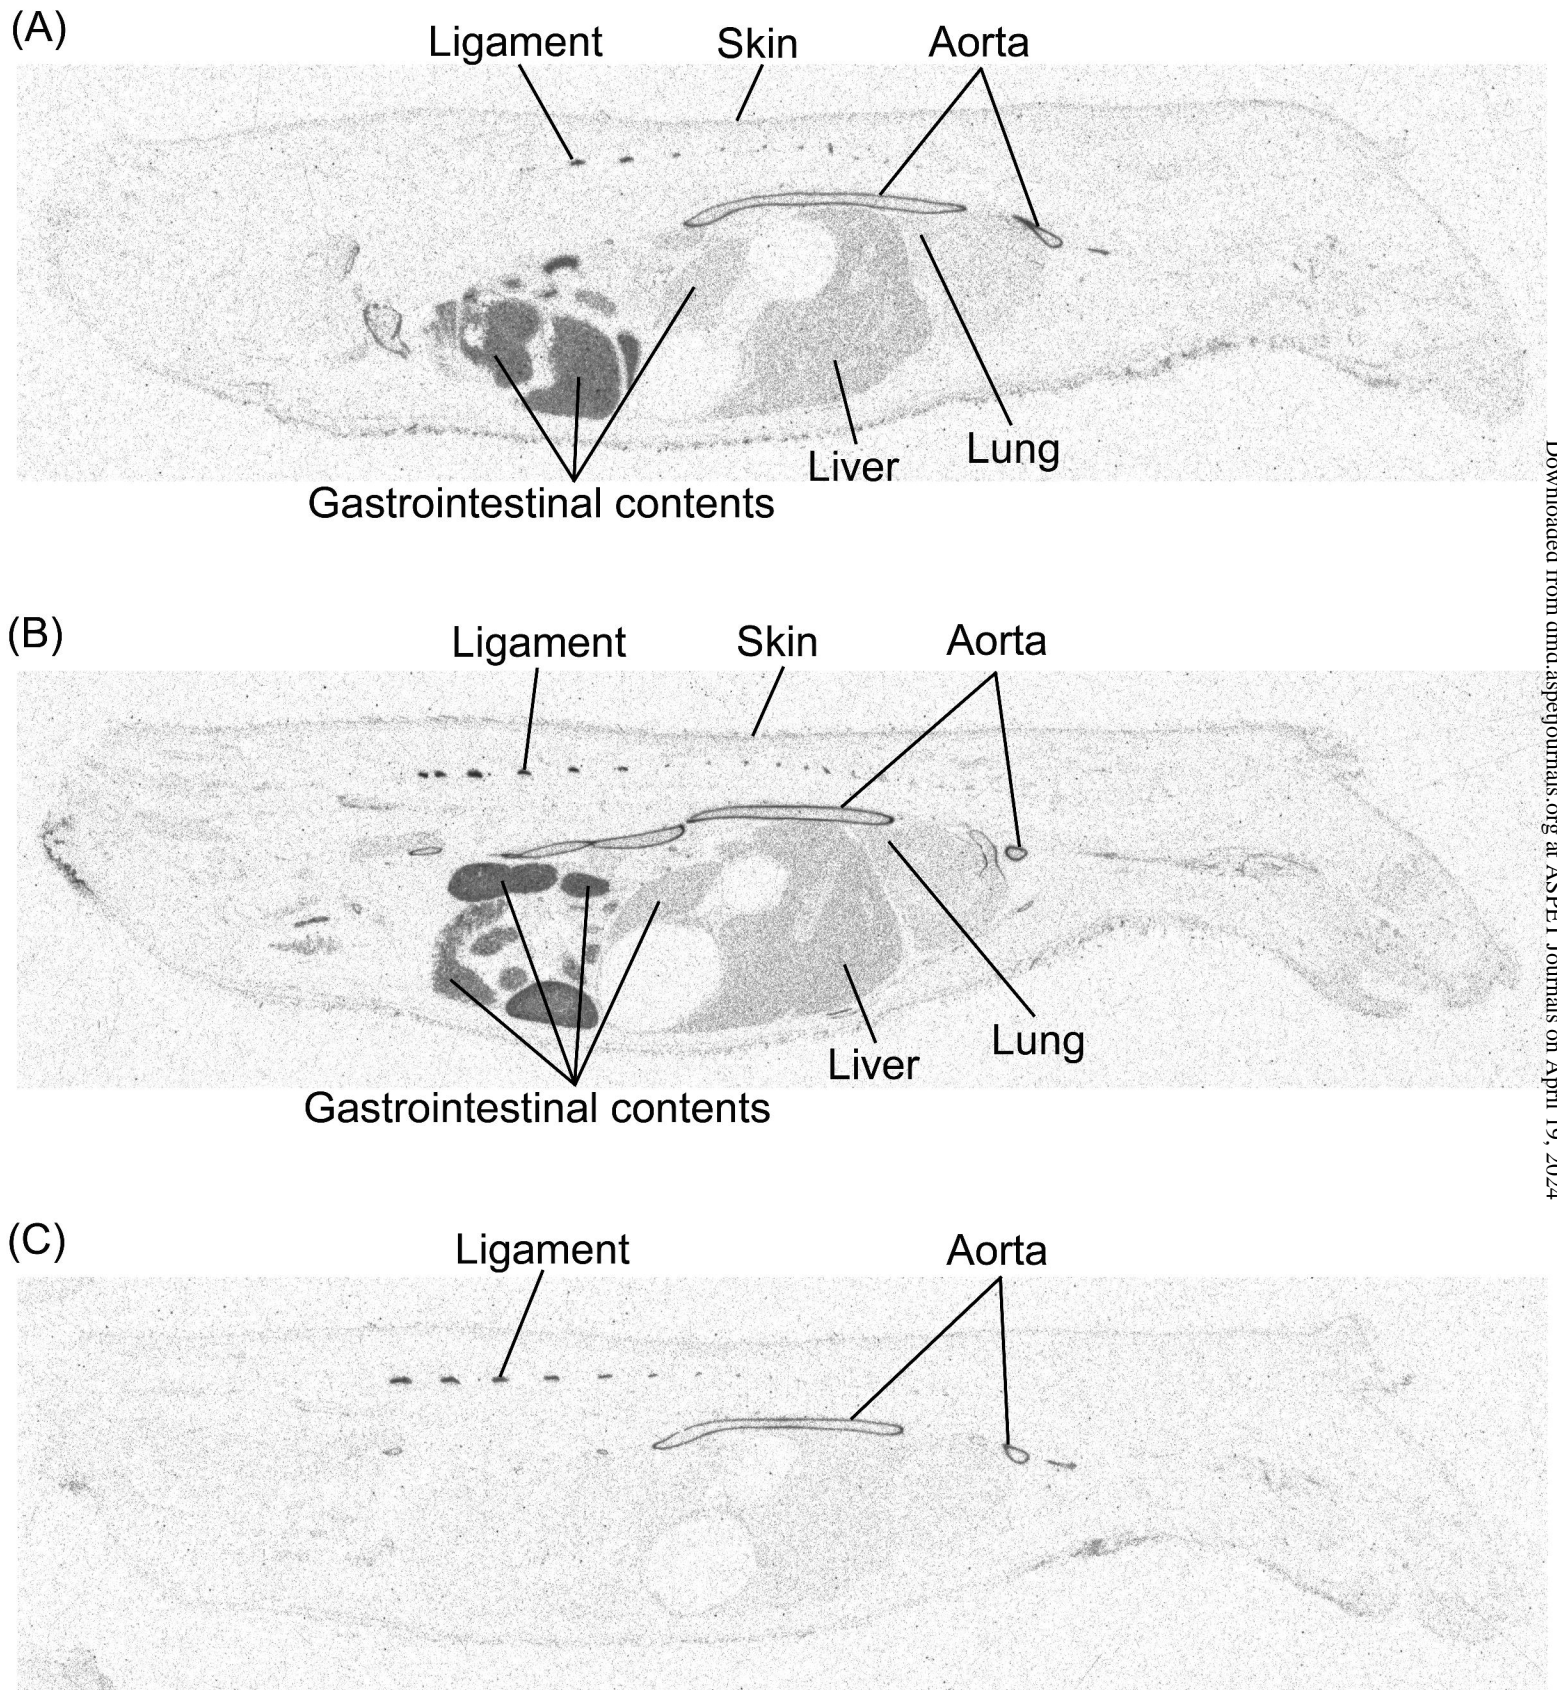 (A)
Ligament
Skin
Aorta
Liver
Lung
Gastrointestinal contents
(B)
Ligament
Skin
Aorta
Liver
Lung
Gastrointestinal contents
(C)
Ligament
Aorta
Downloaded from dmd.aspetjournals.org at ASPET Journals on April 19, 2024